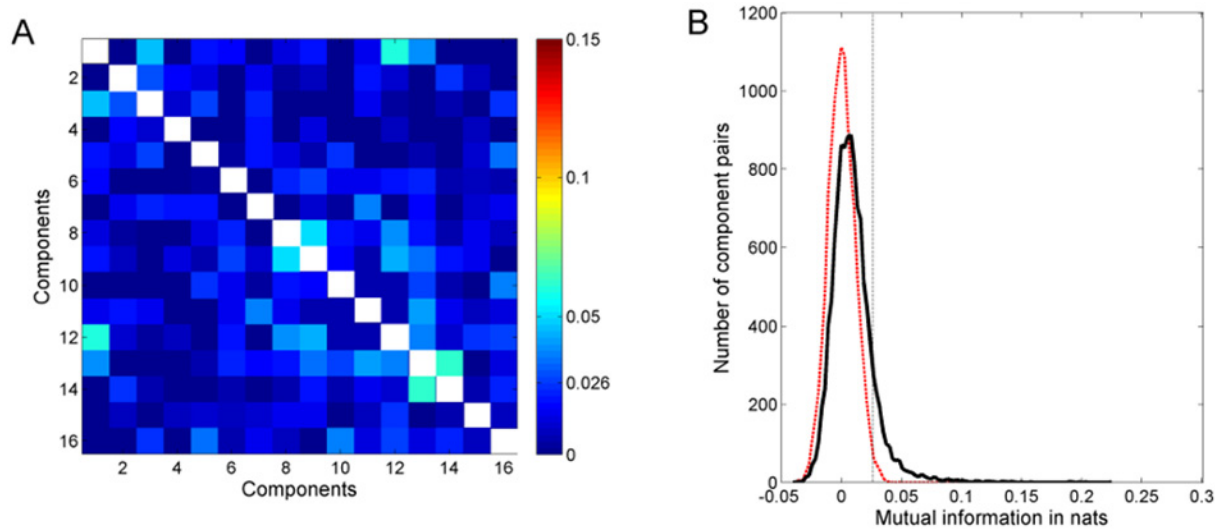 A
Components
2
4
6
8
10
12
14
16
2 4 6 8 10 12 14 16
Components
0.15
0.1
0.05
0.026
0
B
Number of component pairs
1200
1000
800
600
400
200
0
-0.05 0 0.05 0.1 0.15 0.2 0.25 0.3
Mutual information in nats